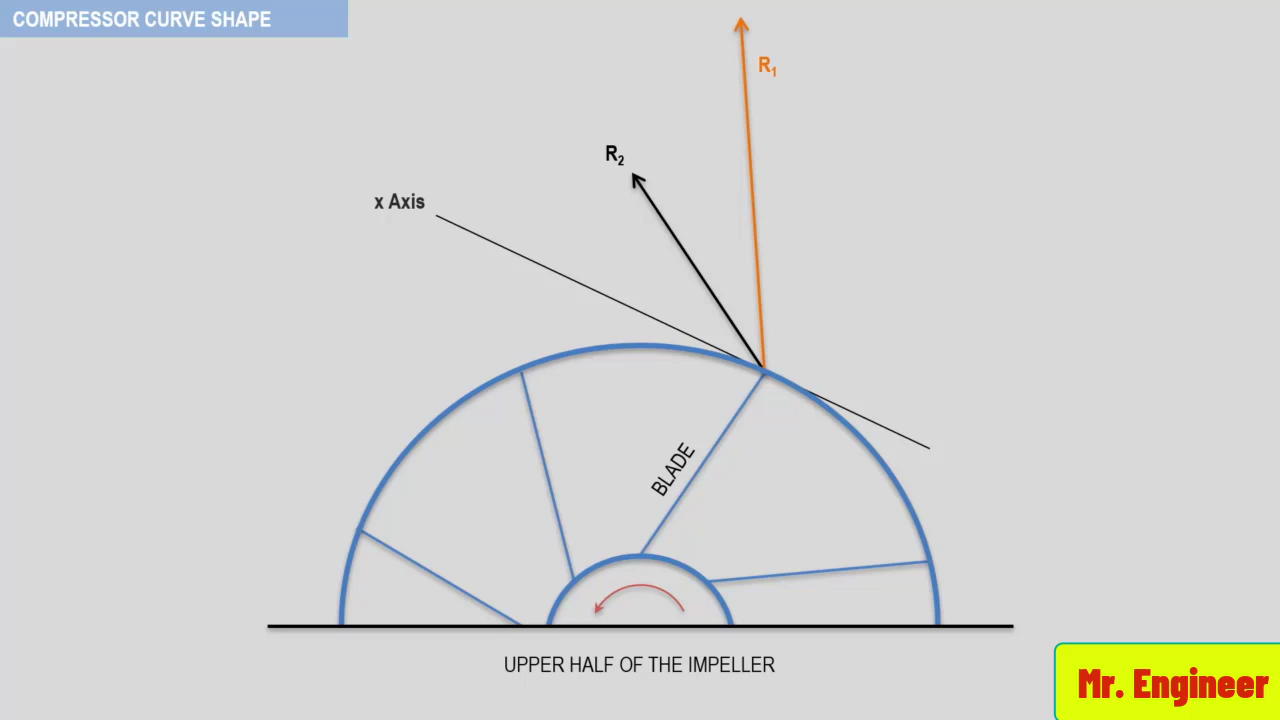 COMPRESSOR CURVE SHAPE
R1
R2
x Axis
BLADE
UPPER HALF OF THE IMPELLER
Mr. Engineer